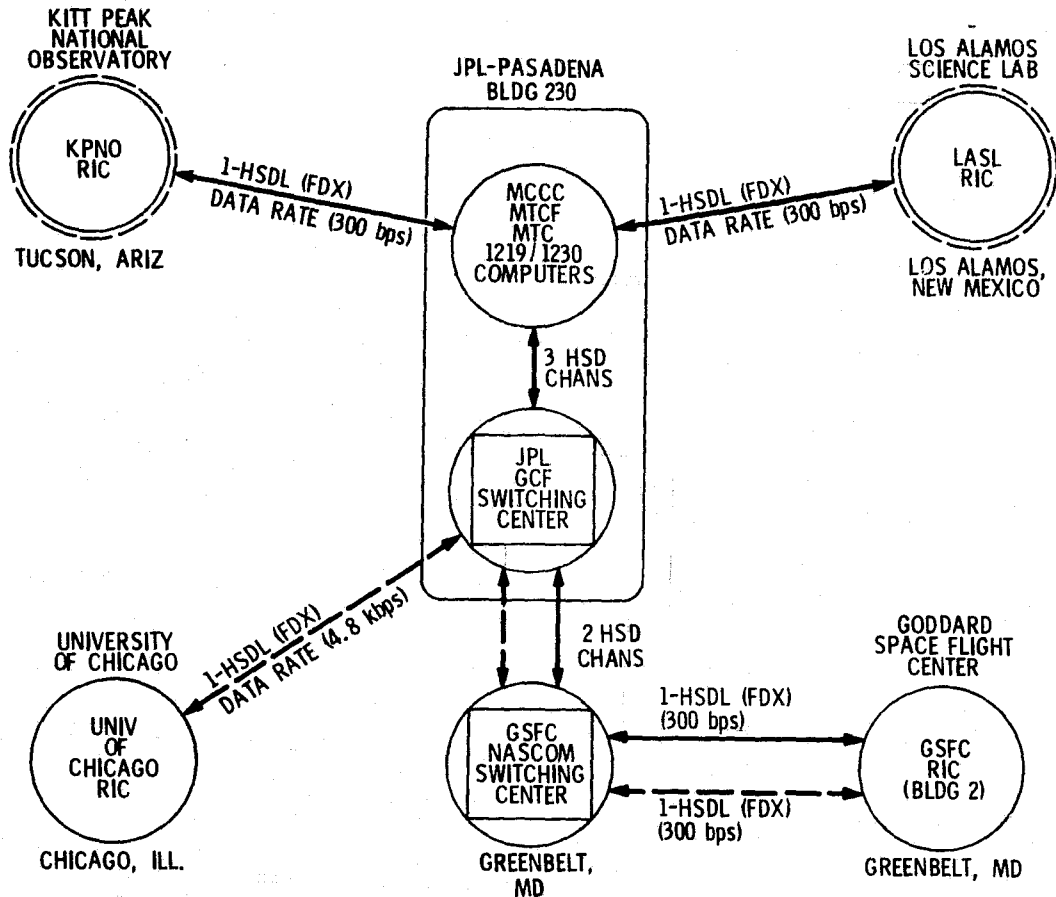 KITT PEAK
NATIONAL
OBSERVATORY
KPNO
RIC
TUCSON, ARIZ
1-HSDL (FDX)
DATA RATE (300 bps)
JPL-PASADENA
BLDG 230
MCCC
MTCF
MTC
1219/1230
COMPUTERS
1-HSDL (FDX)
DATA RATE (300 bps)
LOS ALAMOS
SCIENCE LAB
LASL
RIC
LOS ALAMOS,
NEW MEXICO
3 HSD
CHANS
JPL
GCF
SWITCHING
CENTER
1-HSDL (FDX)
DATA RATE (4.8 kbps)
2 HSD
CHANS
UNIVERSITY
OF CHICAGO
UNIV
OF
CHICAGO
RIC
CHICAGO, ILL.
GSFC
NASCOM
SWITCHING
CENTER
GREENBELT,
MD
1-HSDL (FDX)
(300 bps)
1-HSDL (FDX)
(300 bps)
GODDARD
SPACE FLIGHT
CENTER
GSFC
RIC
(BLDG 2)
GREENBELT, MD